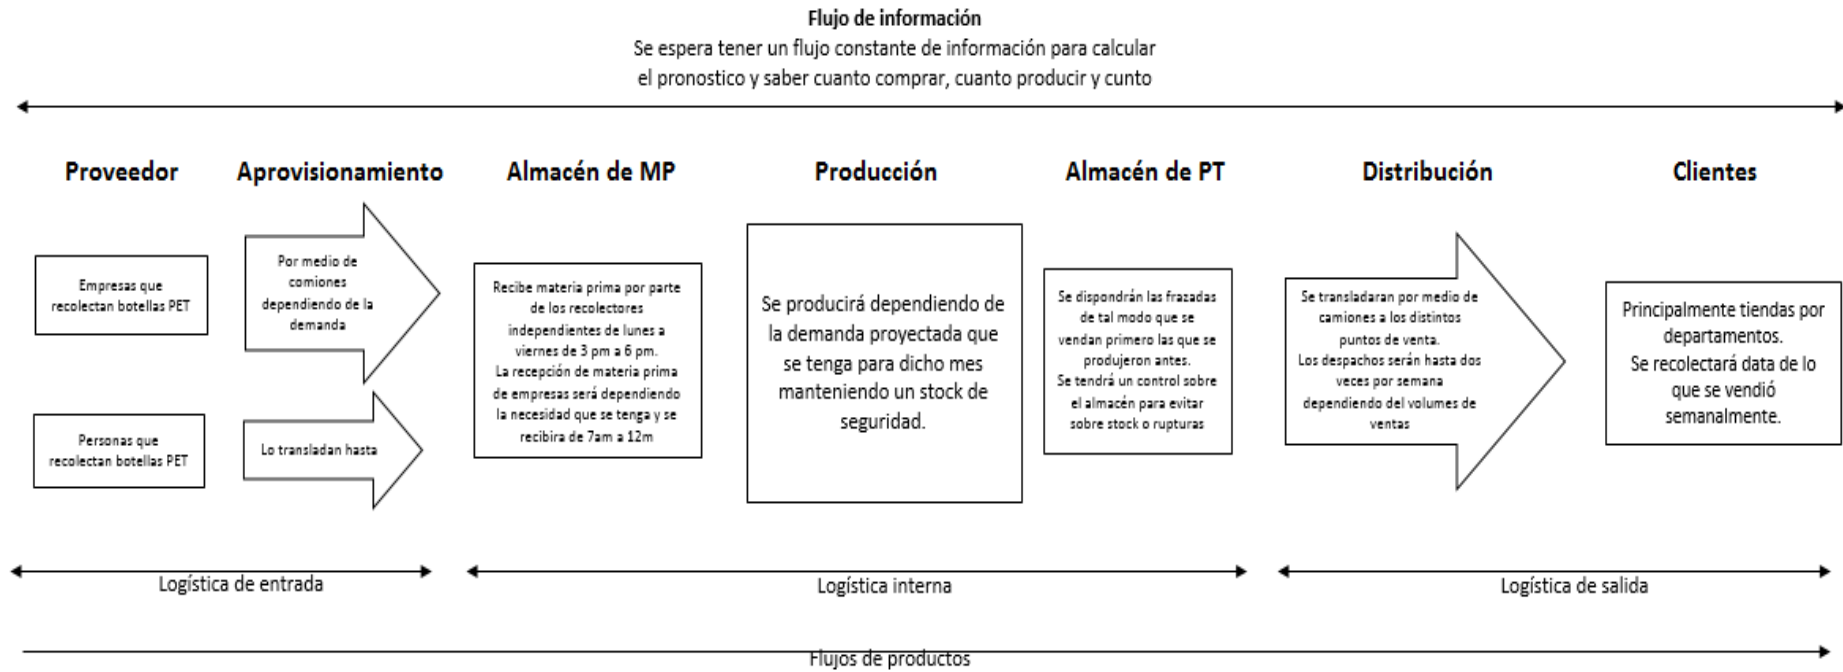 Flujo de información
Se espera tener un flujo constante de información para calcular
el pronostico y saber cuanto comprar, cuanto producir y cunto
Proveedor
Aprovisionamiento
Almacén de MP
Producción
Almacén de PT
Distribución
Clientes
Empresas que
recolectan botellas PET
Personas que
recolectan botellas PET
Por medio de
comiones
dependiendo de la
demanda
Lo transladan hasta
Recibe materia prima por parte
de los recolectores
independientes de lunes a
viernes de 3 pm a 6 pm.
La recepción de materia prima
de empresas será dependiendo
la necesidad que se tenga y se
recibira de 7am a 12m
Se producirá dependiendo de
la demanda proyectada que
se tenga para dicho mes
manteniendo un stock de
seguridad.
Se dispondrán las frazadas
de tal modo que se
vendan primero las que se
produjeron antes.
Se tendrá un control sobre
el almacén para evitar
sobre stock o rupturas
Se transladaran por medio de
camiones a los distintos
puntos de venta.
Los despachos serán hasta dos
veces por semana
dependiendo del volumes de
ventas
Principalmente tiendas por
departamentos.
Se recolectará data de lo
que se vendió
semanalmente.
Logística de entrada
Logística interna
Logística de salida
Flujos de productos